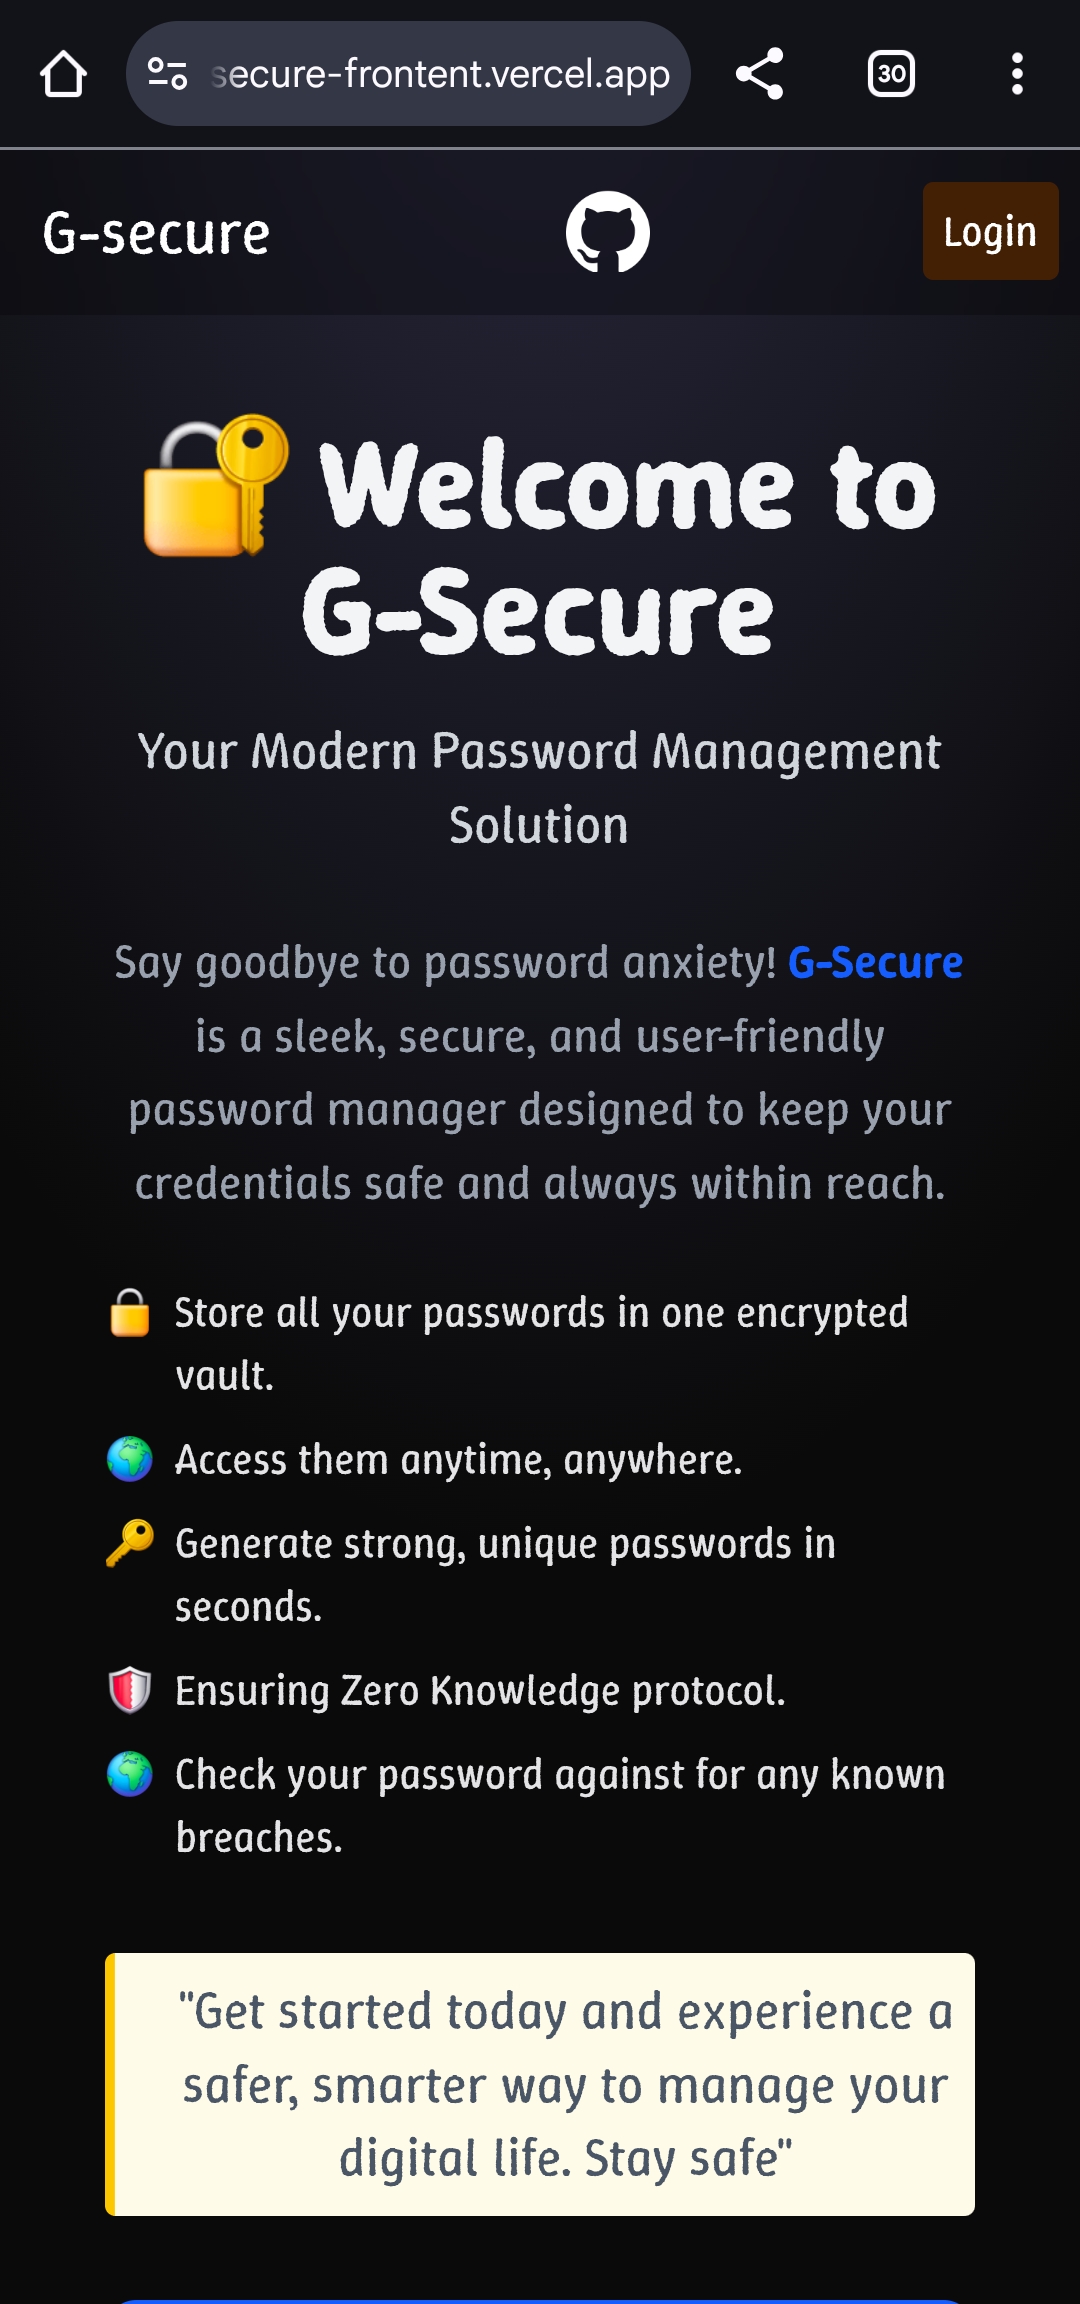 secure-frontent.vercel.app
30
G-secure
Login
Welcome to
G-Secure
Your Modern Password Management
Solution
Say goodbye to password anxiety! G-Secure
is a sleek, secure, and user-friendly
password manager designed to keep your
credentials safe and always within reach.
Store all your passwords in one encrypted
vault.
Access them anytime, anywhere.
Generate strong, unique passwords in
seconds.
Ensuring Zero Knowledge protocol.
Check your password against for any known
breaches.
"Get started today and experience a
safer, smarter way to manage your
digital life. Stay safe"